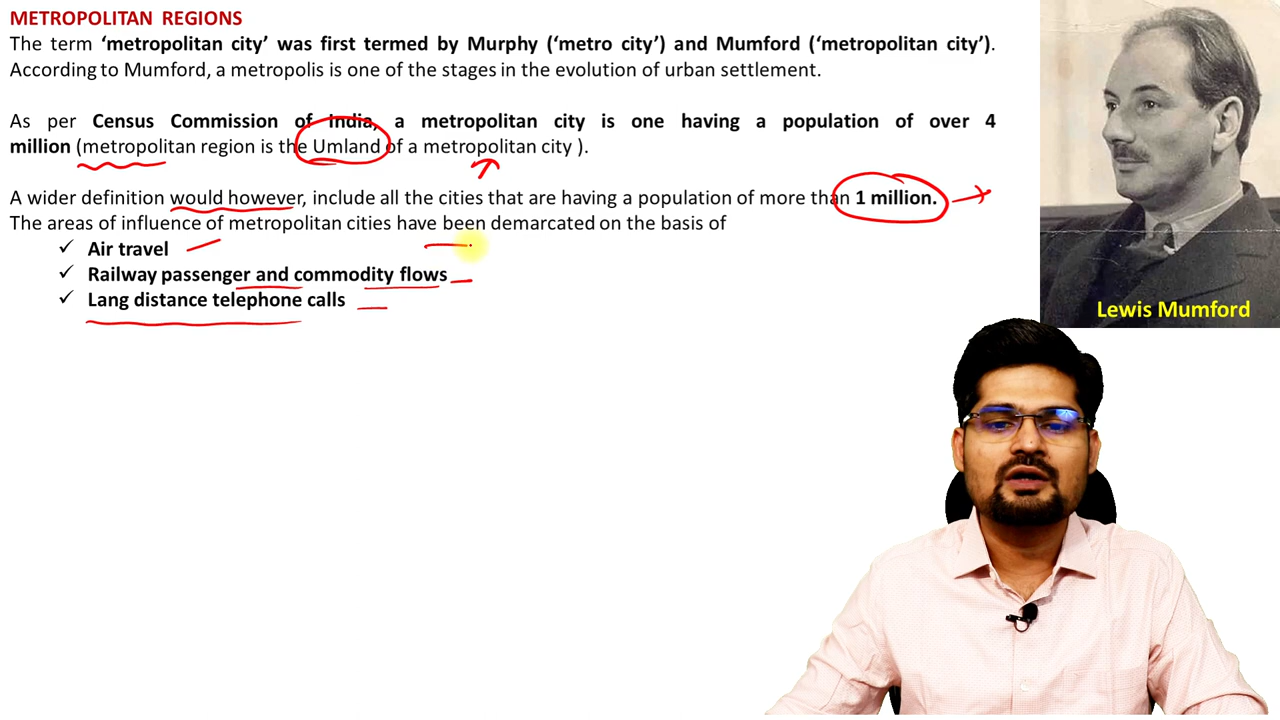 METROPOLITAN REGIONS
The term ‘metropolitan city’ was first termed by Murphy (‘metro city’) and Mumford (‘metropolitan city’).
According to Mumford, a metropolis is one of the stages in the evolution of urban settlement.
As per Census Commission of India, a metropolitan city is one having a population of over 4
million (metropolitan region is the Umland of a metropolitan city ).
A wider definition would however, include all the cities that are having a population of more than 1 million.
The areas of influence of metropolitan cities have been demarcated on the basis of
✓ Air travel
✓ Railway passenger and commodity flows
✓ Lang distance telephone calls
Lewis Mumford